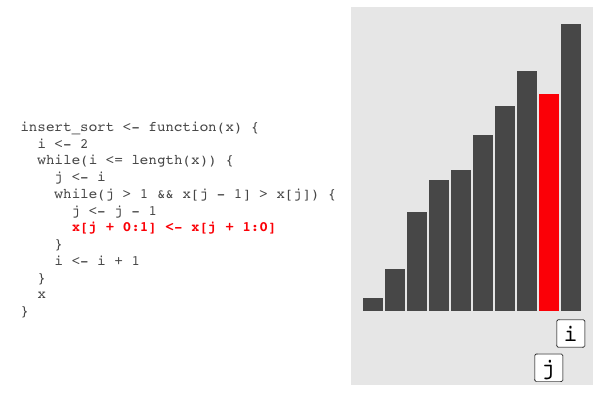 insert_sort <- function(x) {
  i <- 2
  while(i <= length(x)) {
    j <- i
    while(j > 1 && x[j - 1] > x[j]) {
      j <- j - 1
      x[j + 0:1] <- x[j + 1:0]
    }
    i <- i + 1
  }
  x
}
i
j